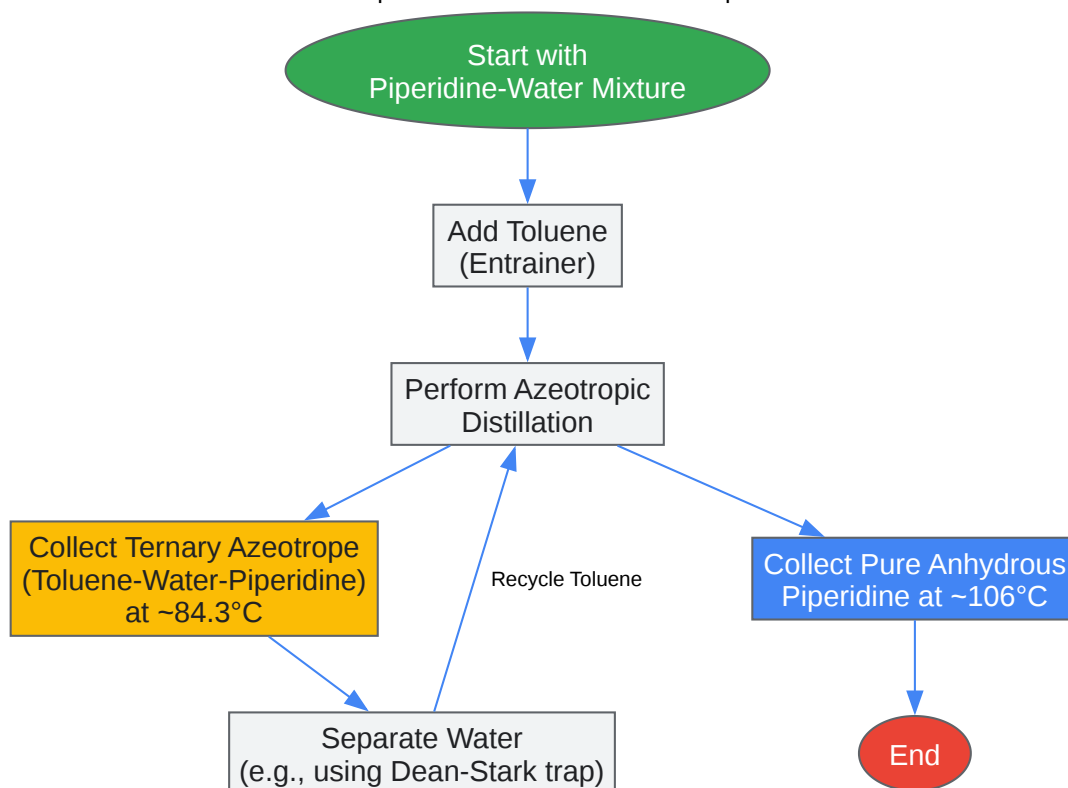 Start with
Piperidine-Water Mixture
Add Toluene
(Entrainer)
Perform Azeotropic
Distillation
Collect Ternary Azeotrope
(Toluene-Water-Piperidine)
at ~84.3°C
Recycle Toluene
Collect Pure Anhydrous
Piperidine at ~106°C
Separate Water
(e.g., using Dean-Stark trap)
End